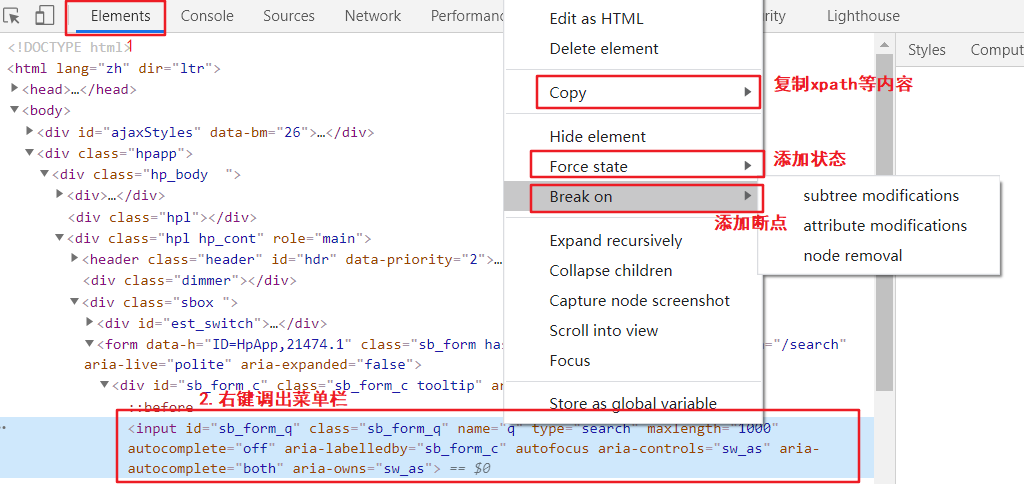 Elements Console Sources Network Performanc rity Lighthouse
Edit as HTML
Delete element
Copy
复制xpath等内容
Hide element
Force state
添加状态
Break on
添加断点
subtree modifications
attribute modifications
node removal
Expand recursively
Collapse children
Capture node screenshot
Scroll into view
Focus
Store as global variable
Styles Comput
<!DOCTYPE html>
1
<html lang="zh" dir="ltr">
<head>…</head>
<body>
<div id="ajaxStyles" data-bm="26">…</div>
<div class="hpapp">
<div class="hp_body  ">
<div>…</div>
<div class="hpl"></div>
<div class="hpl hp_cont" role="main">
<header class="header" id="hdr" data-priority="2">…
<div class="dimmer"></div>
<div class="sbox ">
<div id="est_switch">…</div>
<form data-h="ID=HpApp,21474.1" class="sb_form has ="/search"
aria-live="polite" aria-expanded="false">
<div id="sb_form_c" class="sb_form_c tooltip" ar
2. 右键调出菜单栏
::before
<input id="sb_form_q" class="sb_form_q" name="q" type="search" maxlength="1000"
autocomplete="off" aria-labelledby="sb_form_c" autofocus aria-controls="sw_as" aria-
autocomplete="both" aria-owns="sw_as"> == $0